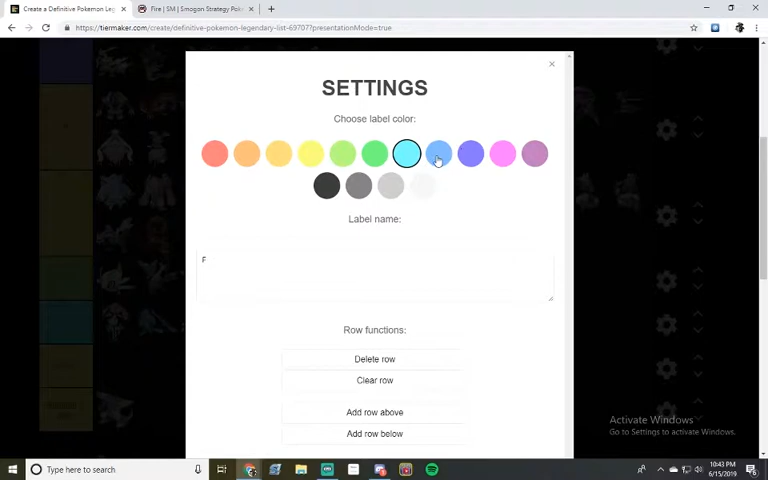 Create a Definitive Pokemon Leg
Fire | SM | Smogon Strategy Pok
https://tiermaker.com/create/definitive-pokemon-legendary-list-69707?presentationMode=true
SETTINGS
Choose label color:
Label name:
F
Row functions:
Delete row
Clear row
Add row above
Add row below
Activate Windows
Go to Settings to activate Windows.
Type here to search
10:43 PM
6/15/2019